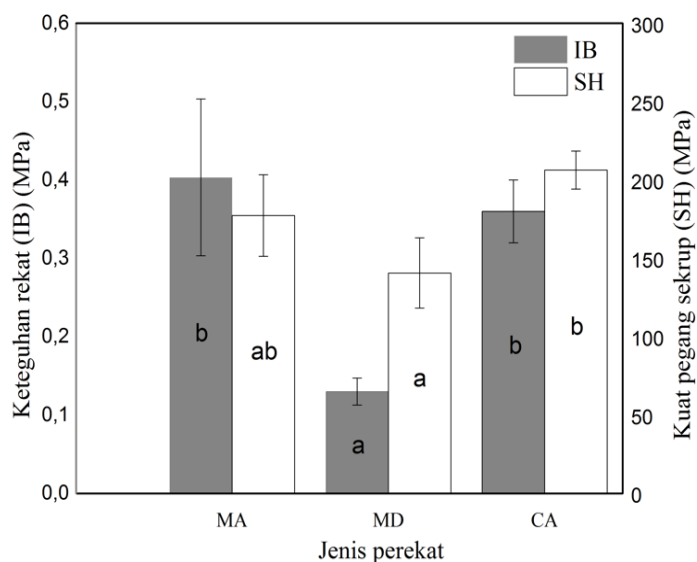 0,6
0,5
0,4
0,3
0,2
0,1
0,0
Keteguhan rekat (IB) (MPa)
300
250
200
150
100
50
0
Kuat pegang sekrup (SH) (MPa)
IB
SH
b
ab
a
a
b
b
MA
MD
CA
Jenis perekat